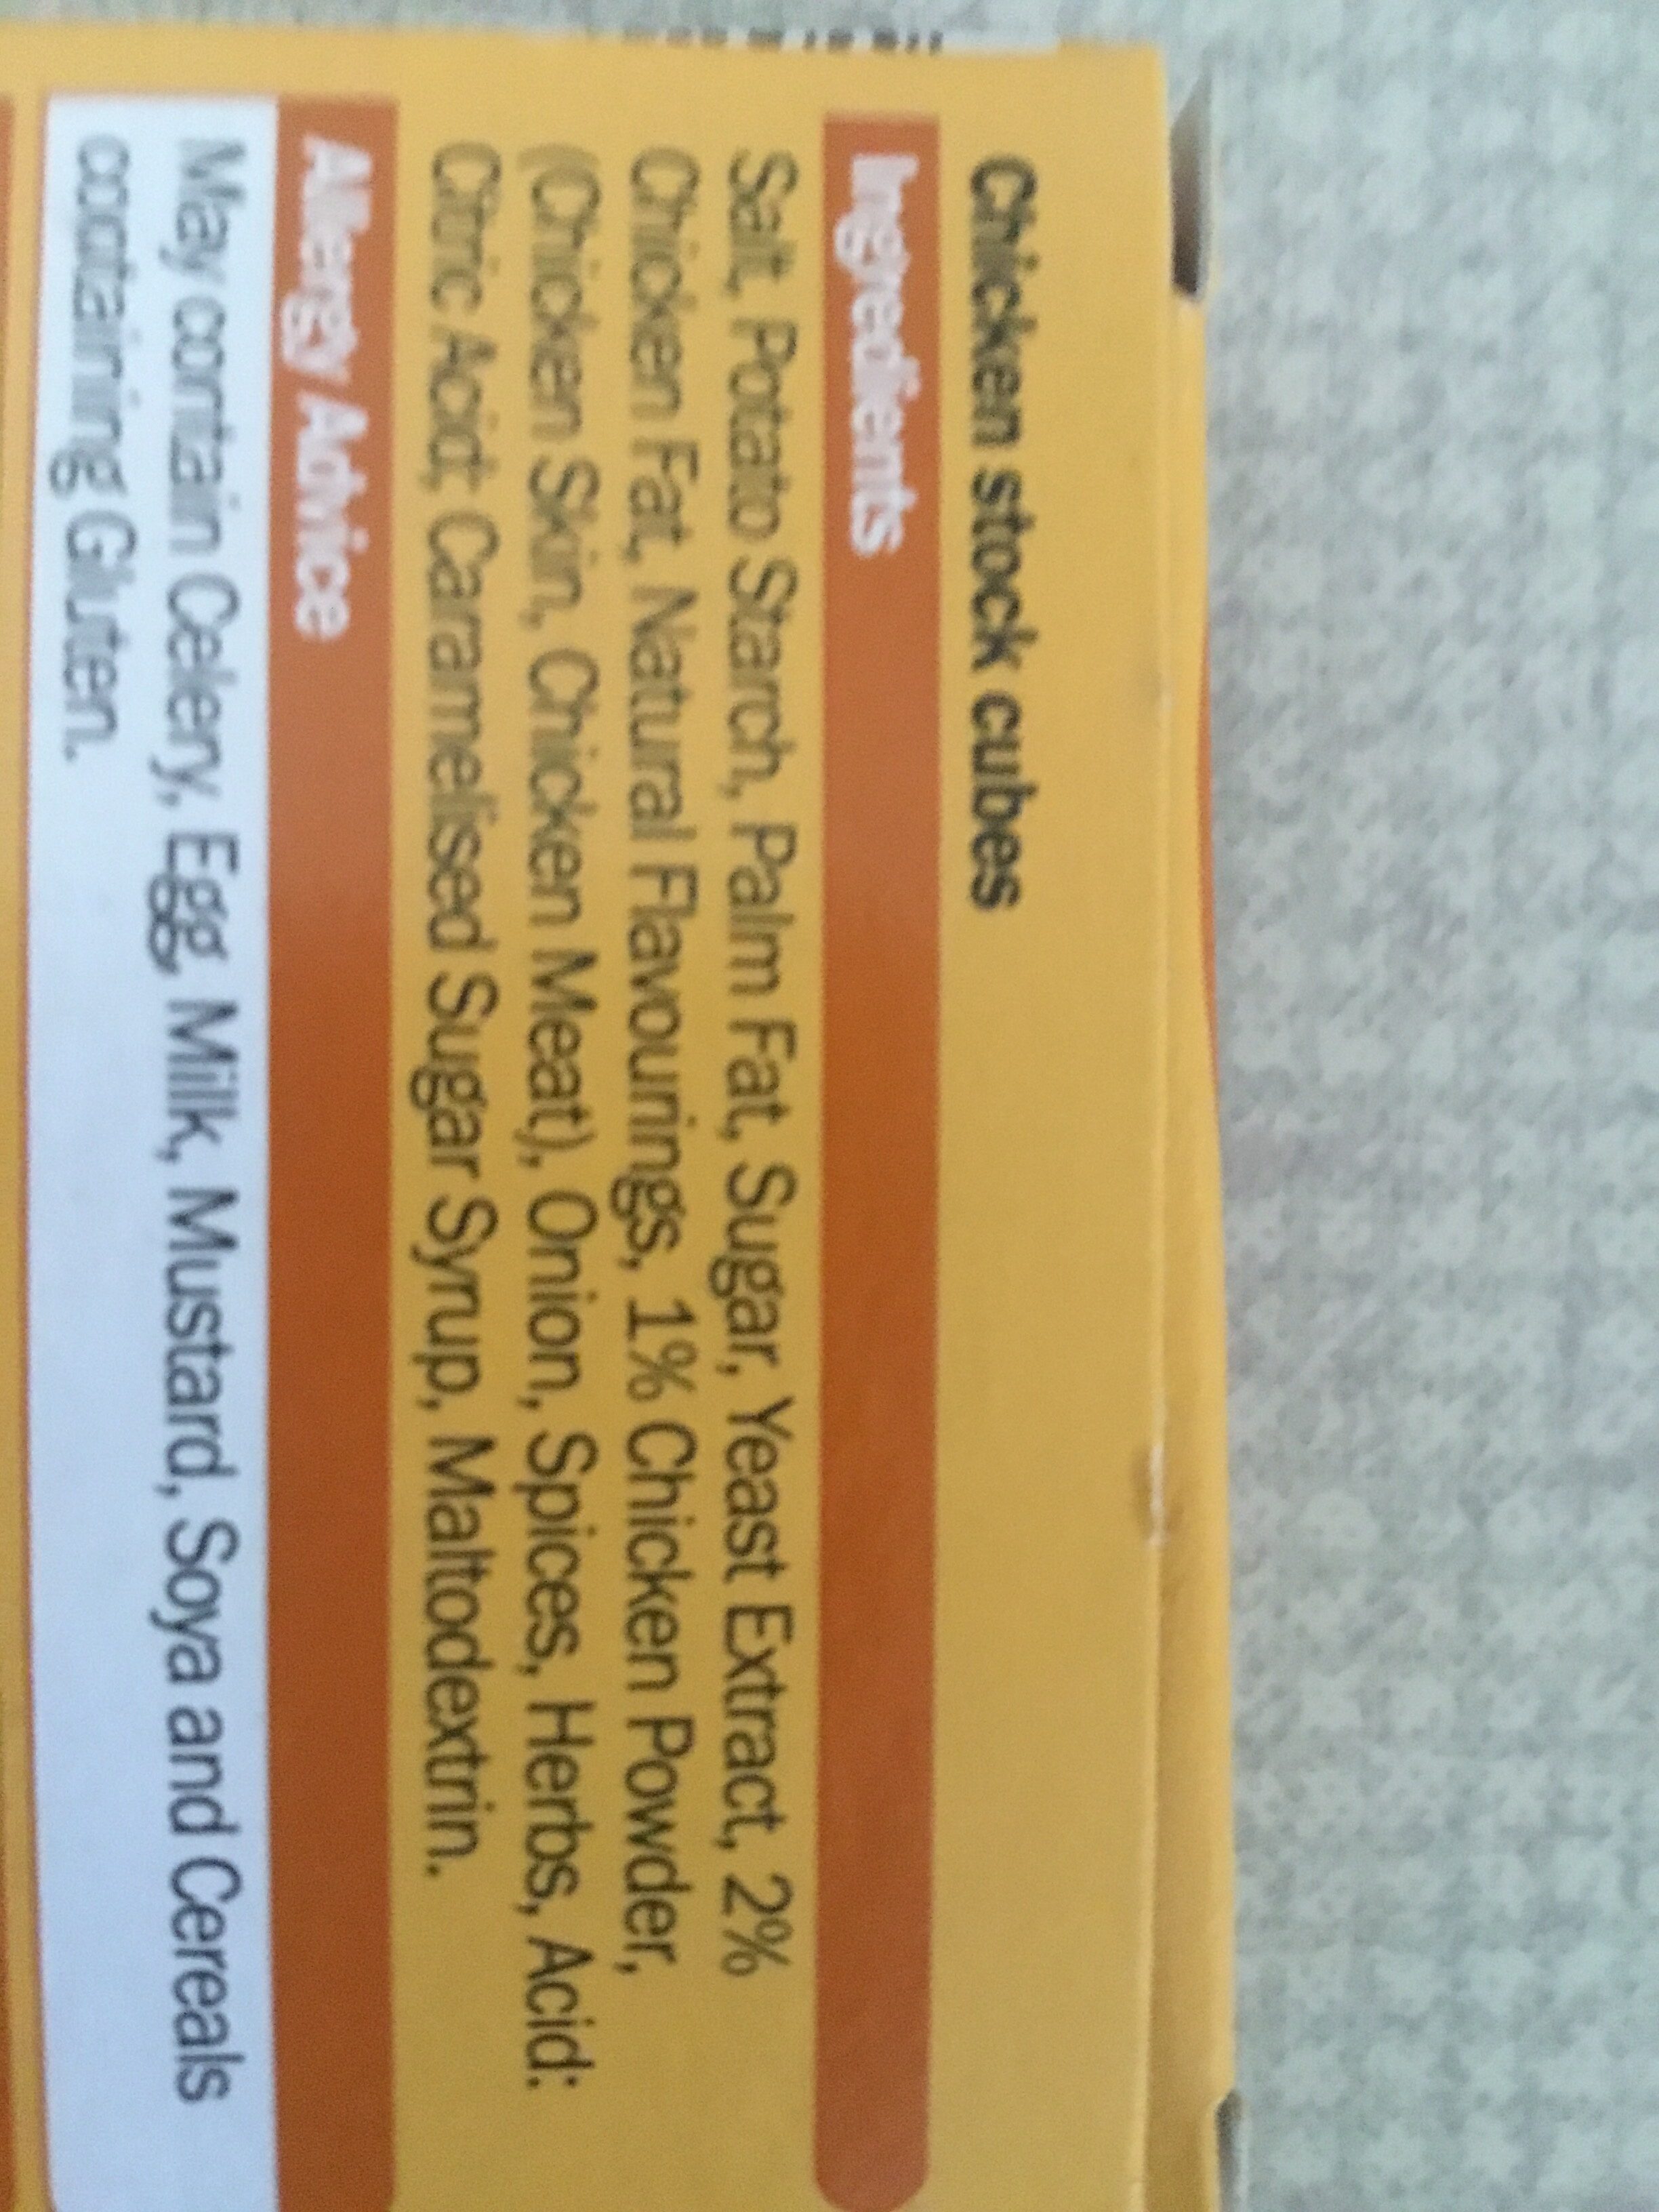 Chicken stock cubes
Ingredients
Salt, Potato Starch, Palm Fat, Sugar, Yeast Extract, 2%
Chicken Fat, Natural Flavourings, 1% Chicken Powder,
(Chicken Skin, Chicken Meat), Onion, Spices, Herbs, Acid:
Citric Acid; Caramelised Sugar Syrup, Maltodextrin.
Allergy Advice
May contain Celery, Egg, Milk, Mustard, Soya and Cereals
containing Gluten.